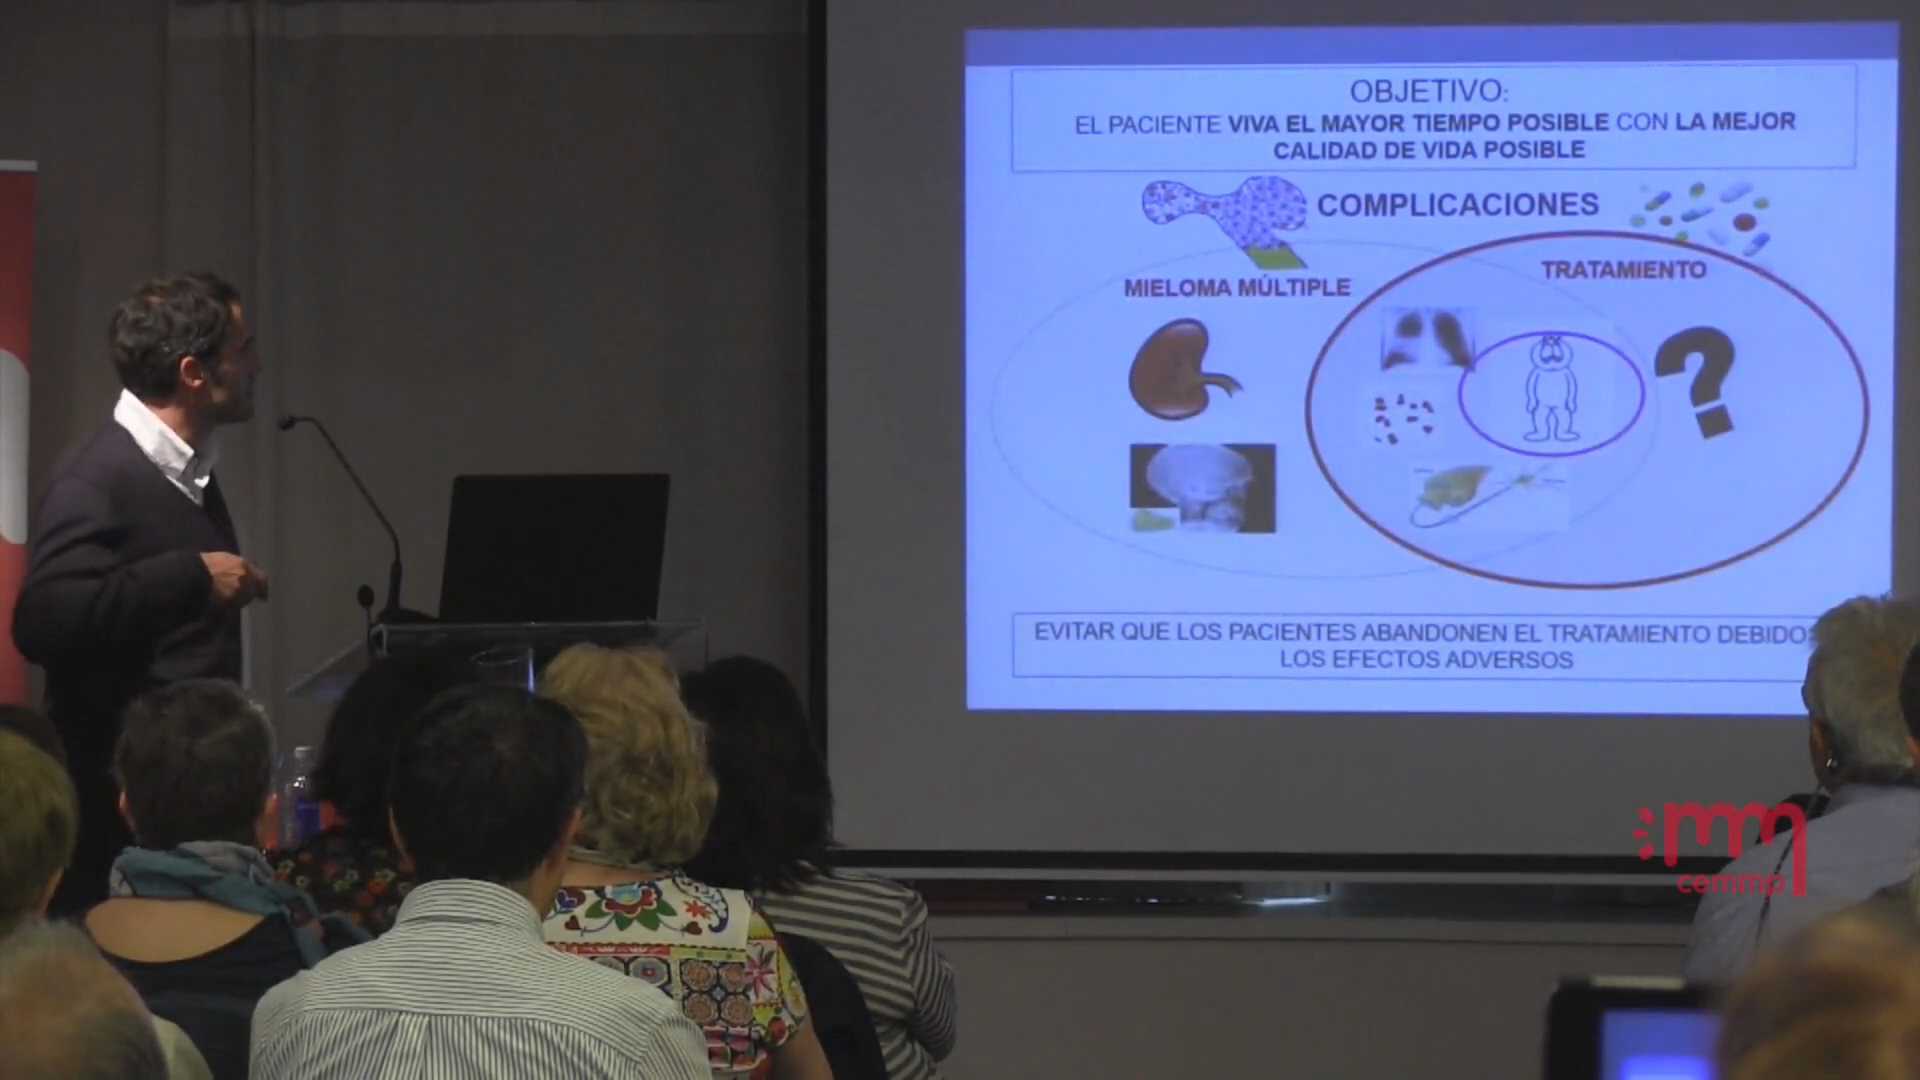 OBJETIVO:
EL PACIENTE VIVA EL MAYOR TIEMPO POSIBLE CON LA MEJOR
CALIDAD DE VIDA POSIBLE
COMPLICACIONES
TRATAMIENTO
MIELOMA MÚLTIPLE
?
EVITAR QUE LOS PACIENTES ABANDONEN EL TRATAMIENTO DEBIDO
LOS EFECTOS ADVERSOS
mm
cemmp